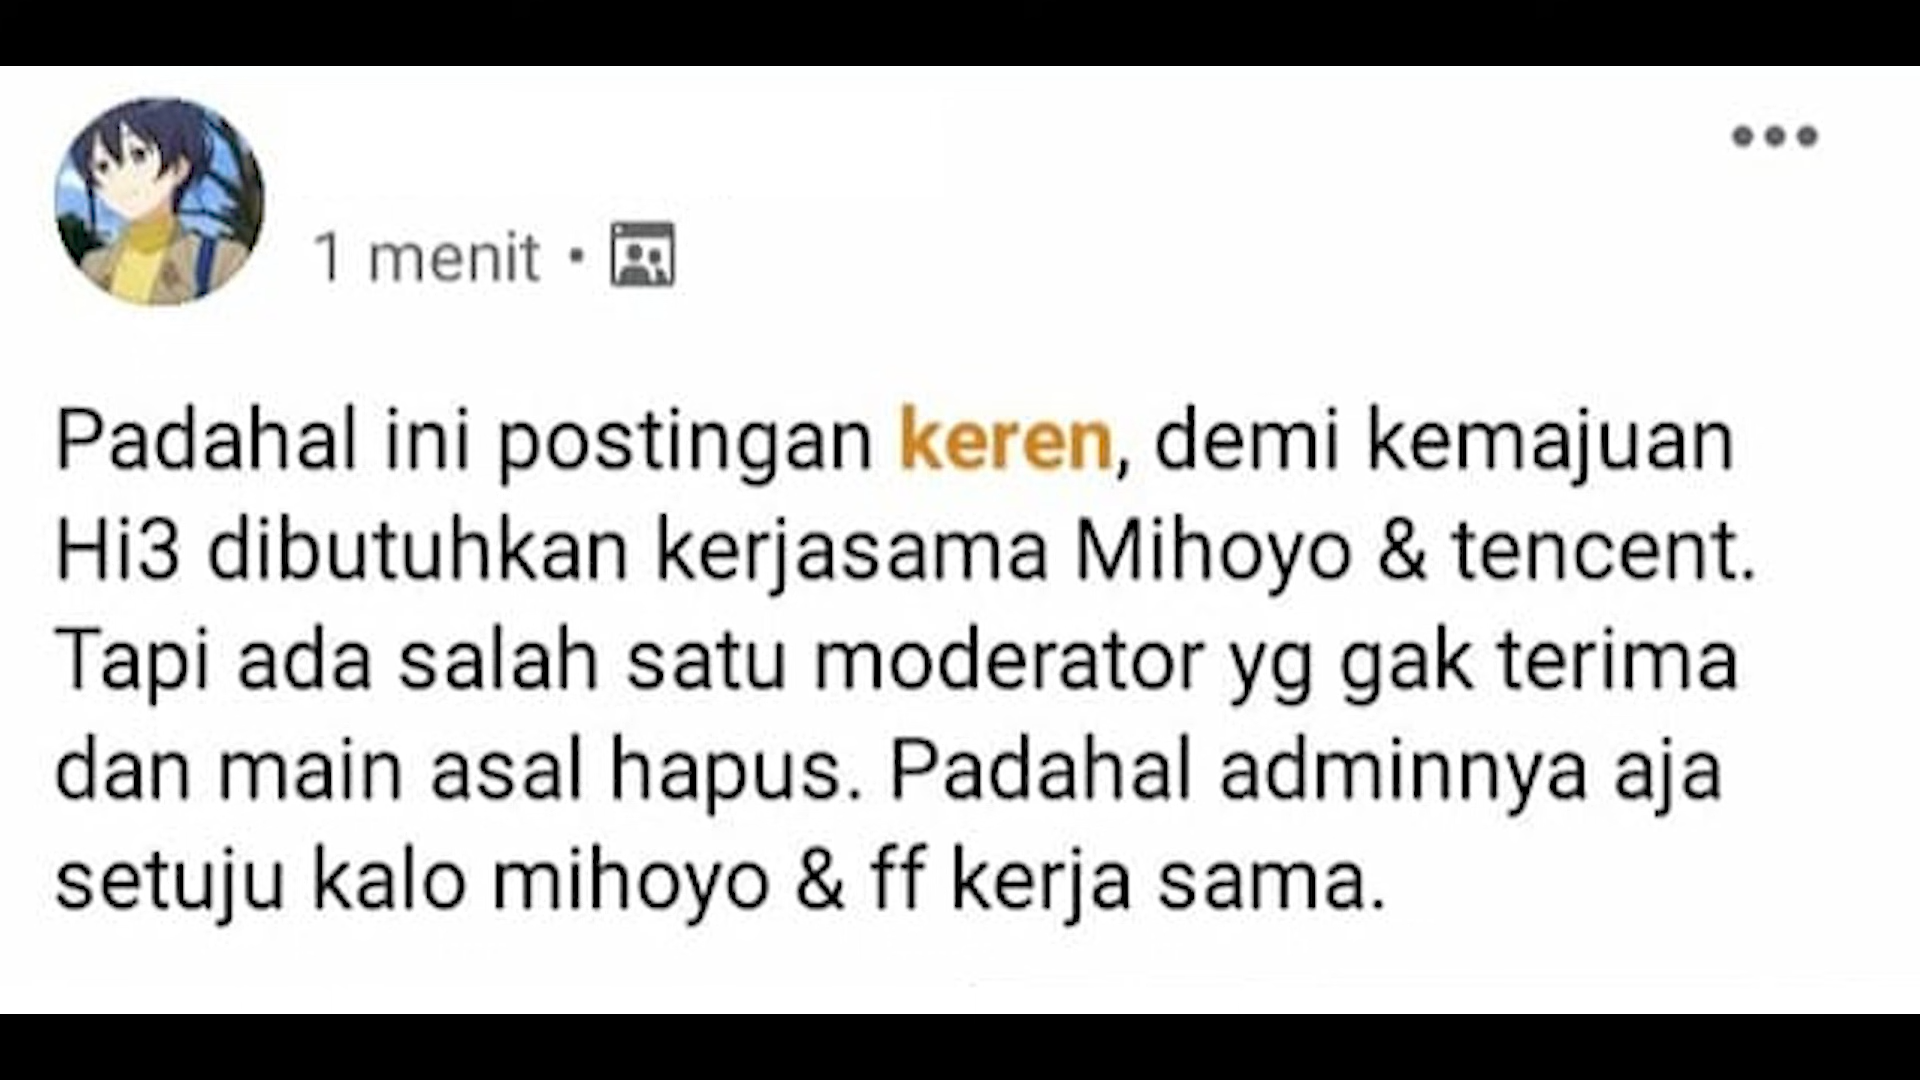 1 menit •
Padahal ini postingan keren, demi kemajuan
Hi3 dibutuhkan kerjasama Mihoyo & tencent.
Tapi ada salah satu moderator yg gak terima
dan main asal hapus. Padahal adminnya aja
setuju kalo mihoyo & ff kerja sama.